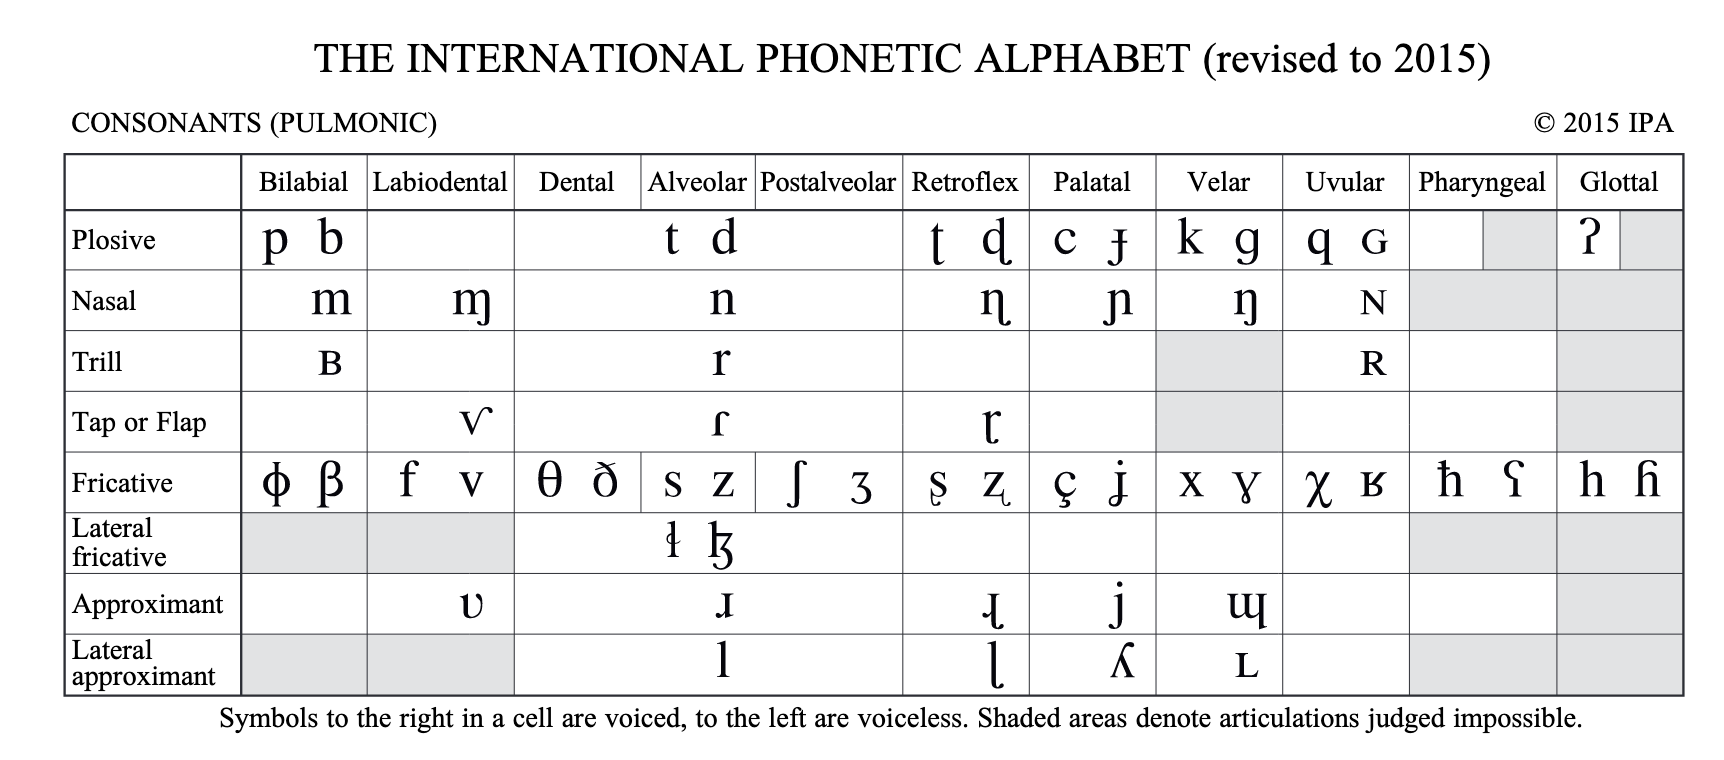 THE INTERNATIONAL PHONETIC ALPHABET (revised to 2015)
CONSONANTS (PULMONIC) © 2015 IPA
Bilabial Labiodental Dental Alveolar Postalveolar Retroflex Palatal Velar Uvular Pharyngeal Glottal
Plosive p b t d ʈ ɖ c ɟ k ɡ q ɢ ʔ
Nasal m ɱ n ɳ ɲ ŋ ɴ
Trill ʙ r ʀ
Tap or Flap ⱱ ɾ ɽ
Fricative ɸ β f v θ ð s z ʃ ʒ ʂ ʐ ç ʝ x ɣ χ ʁ ħ ʕ h ɦ
Lateral
fricative ɬ ɮ
Approximant ʋ ɹ ɻ j ɰ
Lateral
approximant l ɭ ʎ ʟ
Symbols to the right in a cell are voiced, to the left are voiceless. Shaded areas denote articulations judged impossible.